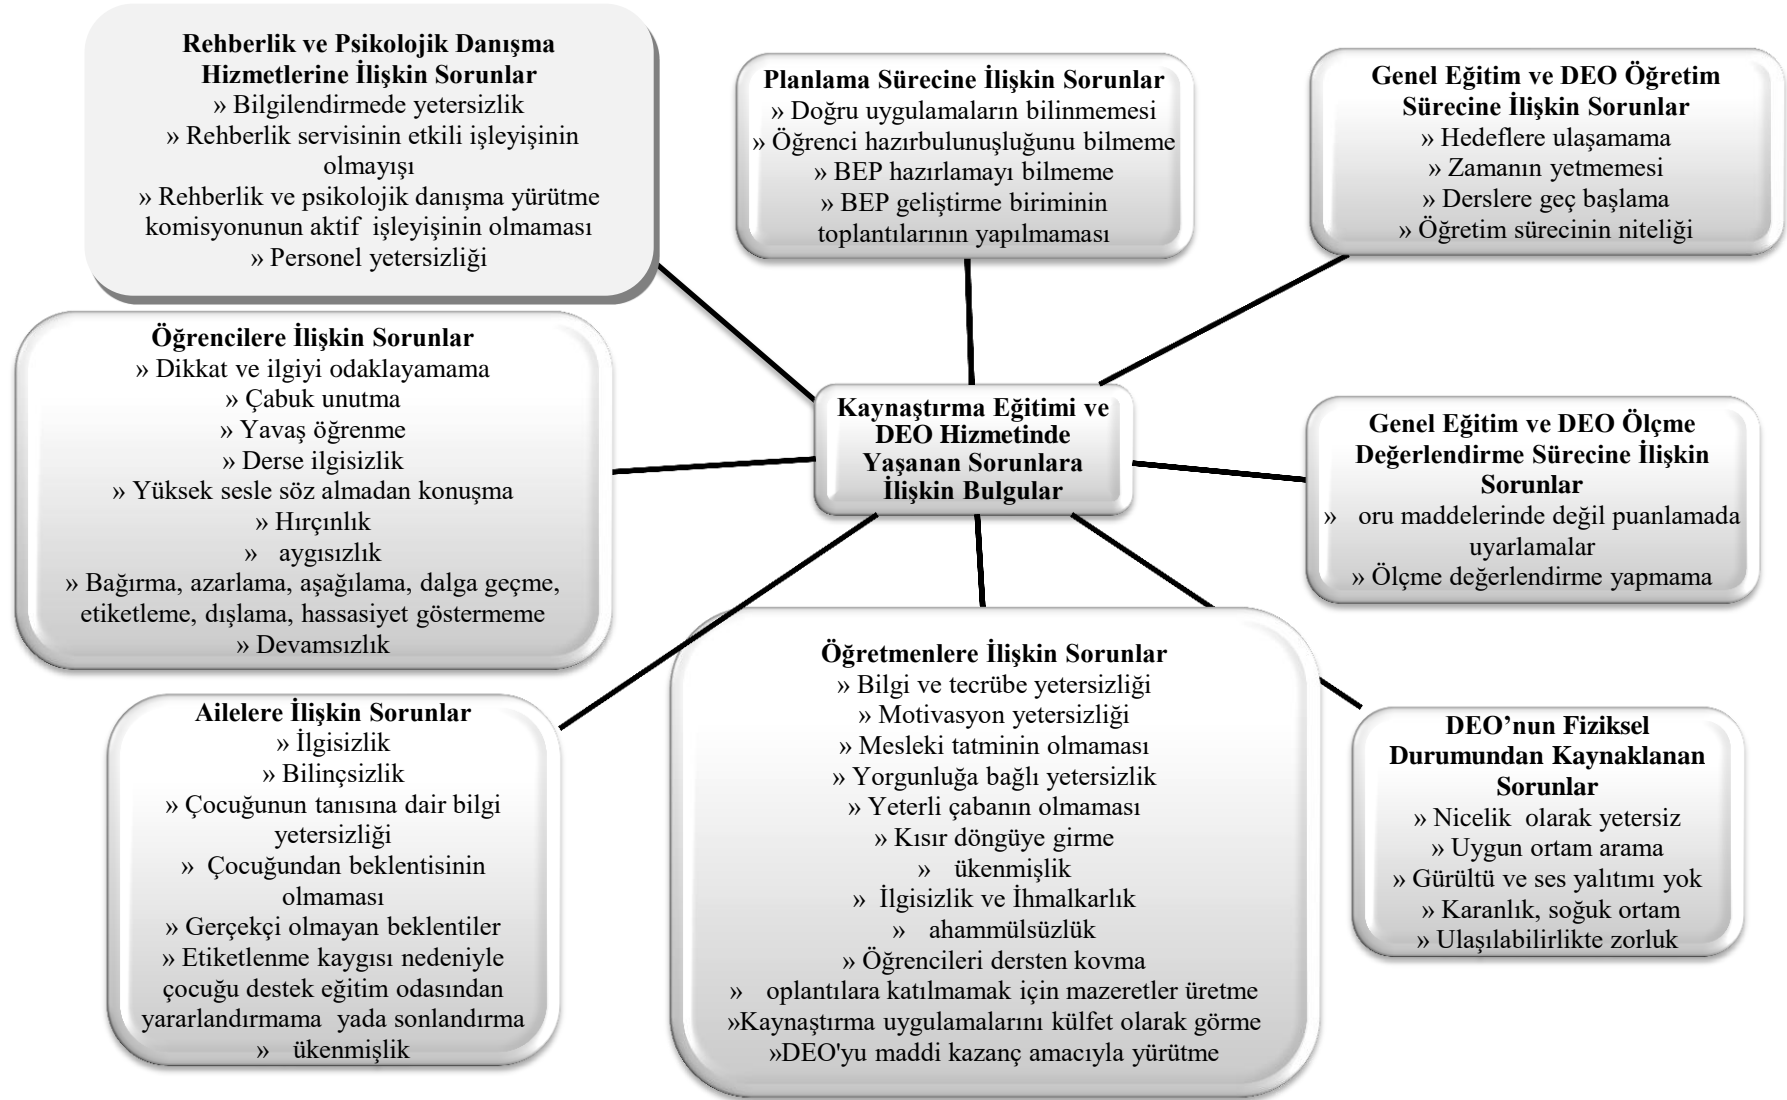 Rehberlik ve Psikolojik Danışma
Hizmetlerine İlişkin Sorunlar
» Bilgilendirmede yetersizlik
» Rehberlik servisinin etkili işleyişinin
olmayışı
» Rehberlik ve psikolojik danışma yürütme
komisyonunun aktif işleyişinin olmaması
» Personel yetersizliği
Planlama Sürecine İlişkin Sorunlar
» Doğru uygulamaların bilinmemesi
» Öğrenci hazırbulunuşluğunu bilmeme
» BEP hazırlamayı bilmeme
» BEP geliştirme biriminin
toplantılarının yapılmaması
Genel Eğitim ve DEO Öğretim
Sürecine İlişkin Sorunlar
» Hedeflere ulaşamama
» Zamanın yetmemesi
» Derslere geç başlama
» Öğretim sürecinin niteliği
Öğrencilere İlişkin Sorunlar
» Dikkat ve ilgiyi odaklayamama
» Çabuk unutma
» Yavaş öğrenme
» Derse ilgisizlik
» Yüksek sesle söz almadan konuşma
» Hırçınlık
» aygısızlık
» Bağırma, azarlama, aşağılama, dalga geçme,
etiketleme, dışlama, hassasiyet göstermeme
» Devamsızlık
Kaynaştırma Eğitimi ve
DEO Hizmetinde
Yaşanan Sorunlara
İlişkin Bulgular
Genel Eğitim ve DEO Ölçme
Değerlendirme Sürecine İlişkin
Sorunlar
» oru maddelerinde değil puanlamada
uyarlamalar
» Ölçme değerlendirme yapmama
Ailelere İlişkin Sorunlar
» İlgisizlik
» Bilinçsizlik
» Çocuğunun tanısına dair bilgi
yetersizliği
» Çocuğundan beklentisinin
olmaması
» Gerçekçi olmayan beklentiler
» Etiketlenme kaygısı nedeniyle
çocuğu destek eğitim odasından
yararlandırmama yada sonlandırma
» ükenmişlik
Öğretmenlere İlişkin Sorunlar
» Bilgi ve tecrübe yetersizliği
» Motivasyon yetersizliği
» Mesleki tatminin olmaması
» Yorgunluğa bağlı yetersizlik
» Yeterli çabanın olmaması
» Kısır döngüye girme
» ükenmişlik
» İlgisizlik ve İhmalkarlık
» ahammülsüzlük
» Öğrencileri dersten kovma
» oplantılara katılmamak için mazeretler üretme
»Kaynaştırma uygulamalarını külfet olarak görme
»DEO'yu maddi kazanç amacıyla yürütme
DEO’nun Fiziksel
Durumundan Kaynaklanan
Sorunlar
» Nicelik olarak yetersiz
» Uygun ortam arama
» Gürültü ve ses yalıtımı yok
» Karanlık, soğuk ortam
» Ulaşılabilirlikte zorluk